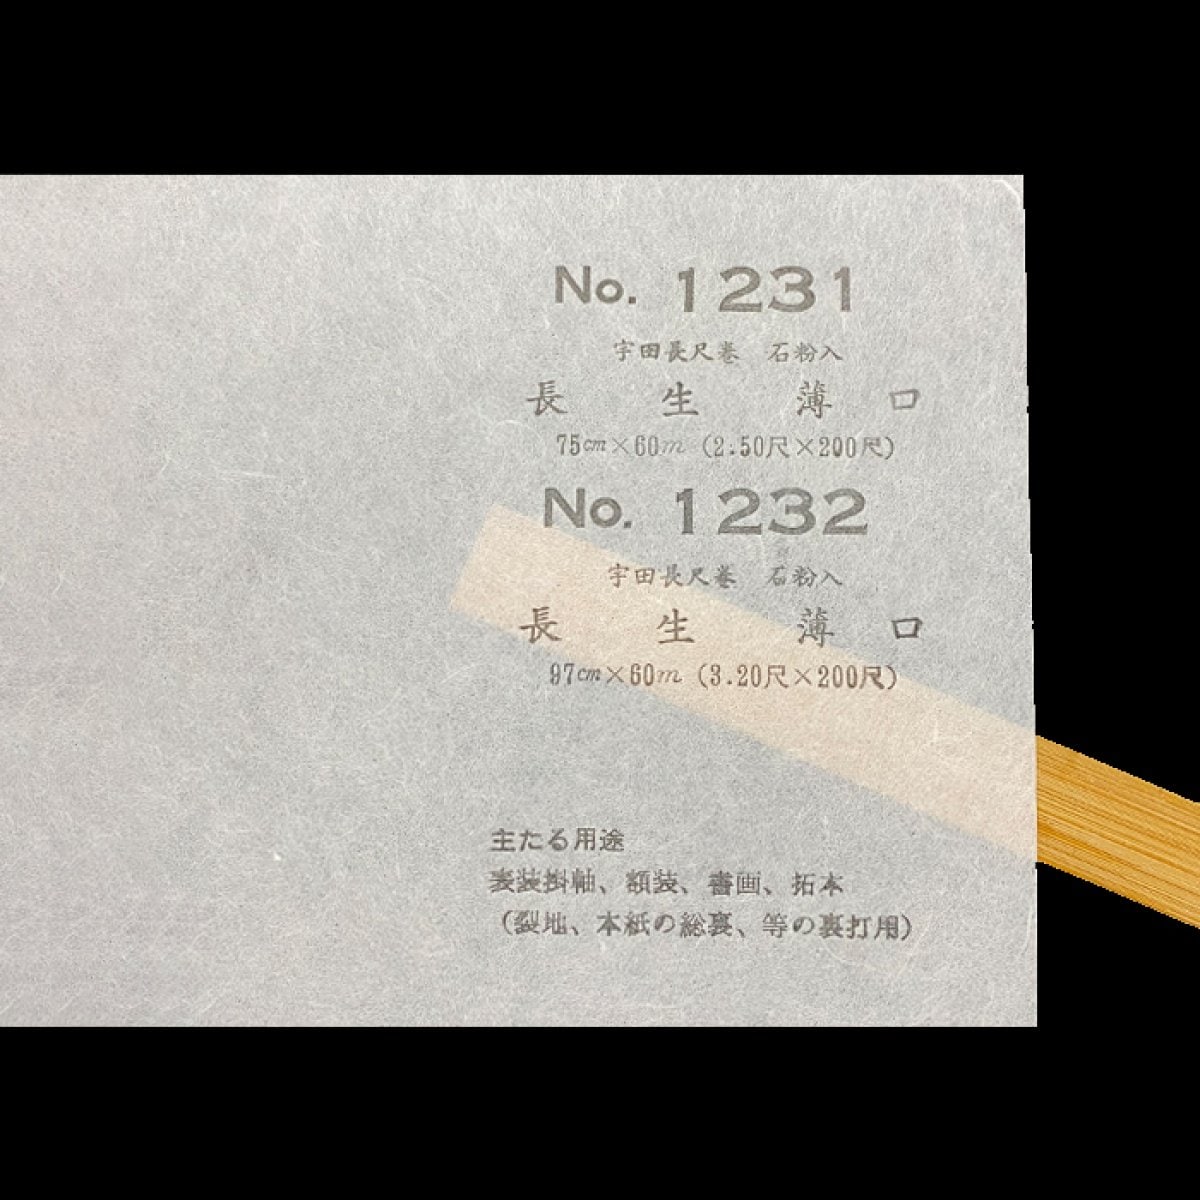 No. 1231
宇田長尺巻 石粉入
長生 薄口
75cm×60m (2.50尺×200尺)
No. 1232
宇田長尺巻 石粉入
長生 薄口
97cm×60m (3.20尺×200尺)
主たる用途
表装掛軸、額装、書画、拓本
(裂地、本紙の総裏、等の裏打用)